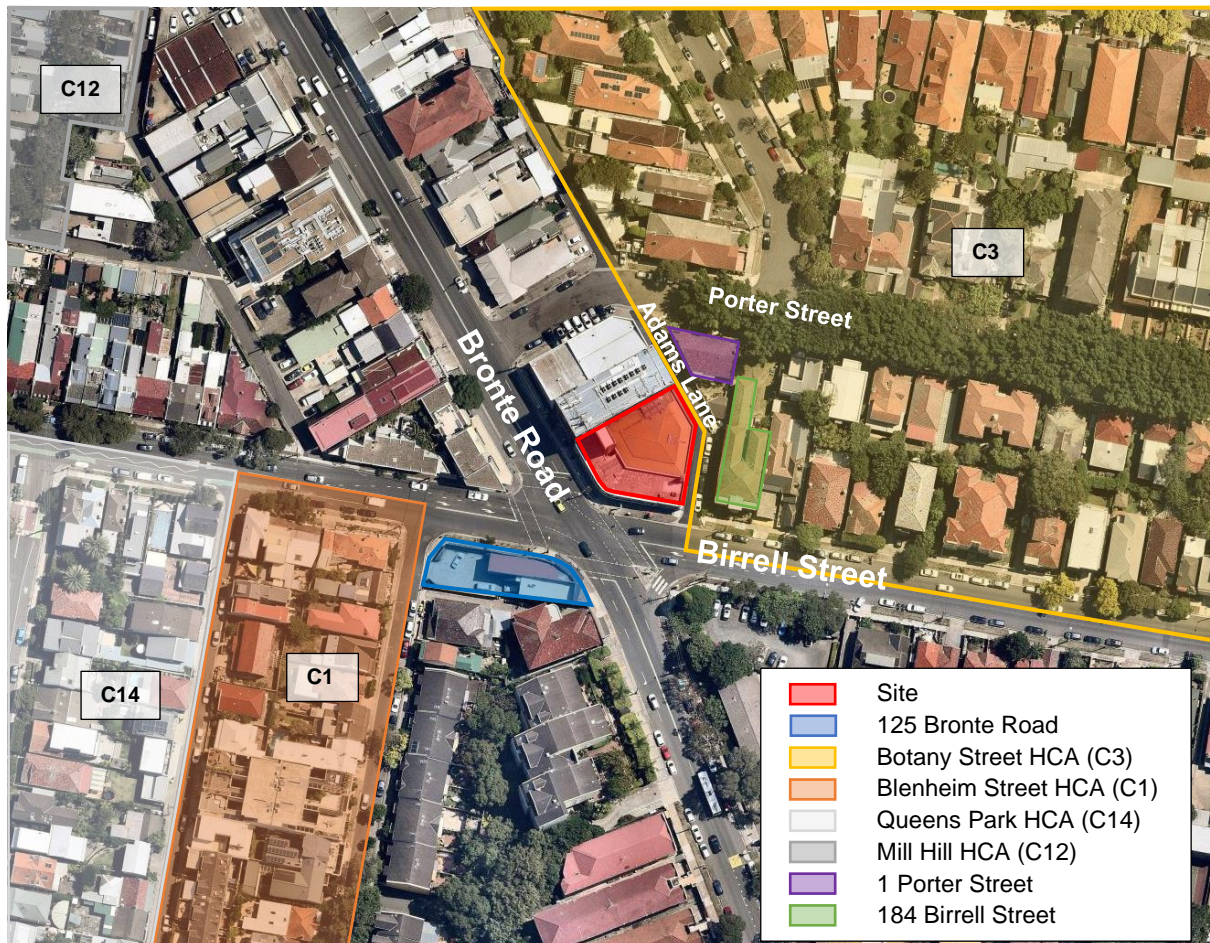 C12
C3
Porter Street
Adams Lane
Bronte Road
Birrell Street
C14
C1
Site
125 Bronte Road
Botany Street HCA (C3)
Blenheim Street HCA (C1)
Queens Park HCA (C14)
Mill Hill HCA (C12)
1 Porter Street
184 Birrell Street